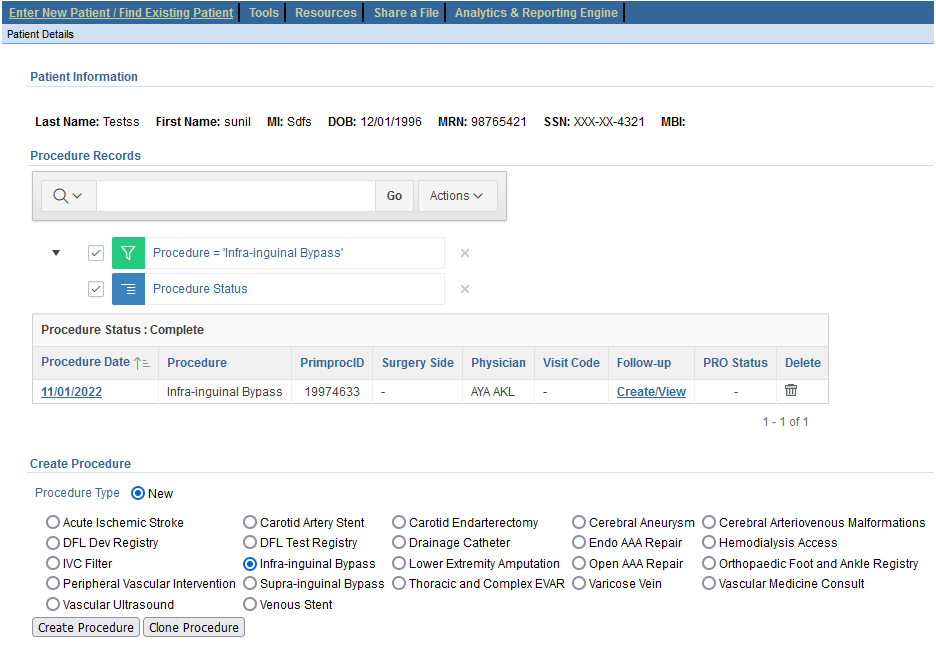 Enter New Patient / Find Existing Patient Tools Resources Share a File Analytics & Reporting Engine
Patient Details
Patient Information
Last Name: Testss First Name: sunil MI: Sdfs DOB: 12/01/1996 MRN: 98765421 SSN: XXX-XX-4321 MBI:
Procedure Records
Go Actions
Procedure = 'Infra-inguinal Bypass'
Procedure Status
Procedure Status : Complete
Procedure Date Procedure PrimprocID Surgery Side Physician Visit Code Follow-up PRO Status Delete
11/01/2022 Infra-inguinal Bypass 19974633 - AYA AKL - Create/View -
1 - 1 of 1
Create Procedure
Procedure Type New
Acute Ischemic Stroke Carotid Artery Stent Carotid Endarterectomy Cerebral Aneurysm Cerebral Arteriovenous Malformations
DFL Dev Registry DFL Test Registry Drainage Catheter Endo AAA Repair Hemodialysis Access
IVC Filter Infra-inguinal Bypass Lower Extremity Amputation Open AAA Repair Orthopaedic Foot and Ankle Registry
Peripheral Vascular Intervention Supra-inguinal Bypass Thoracic and Complex EVAR Varicose Vein Vascular Medicine Consult
Vascular Ultrasound Venous Stent
Create Procedure Clone Procedure